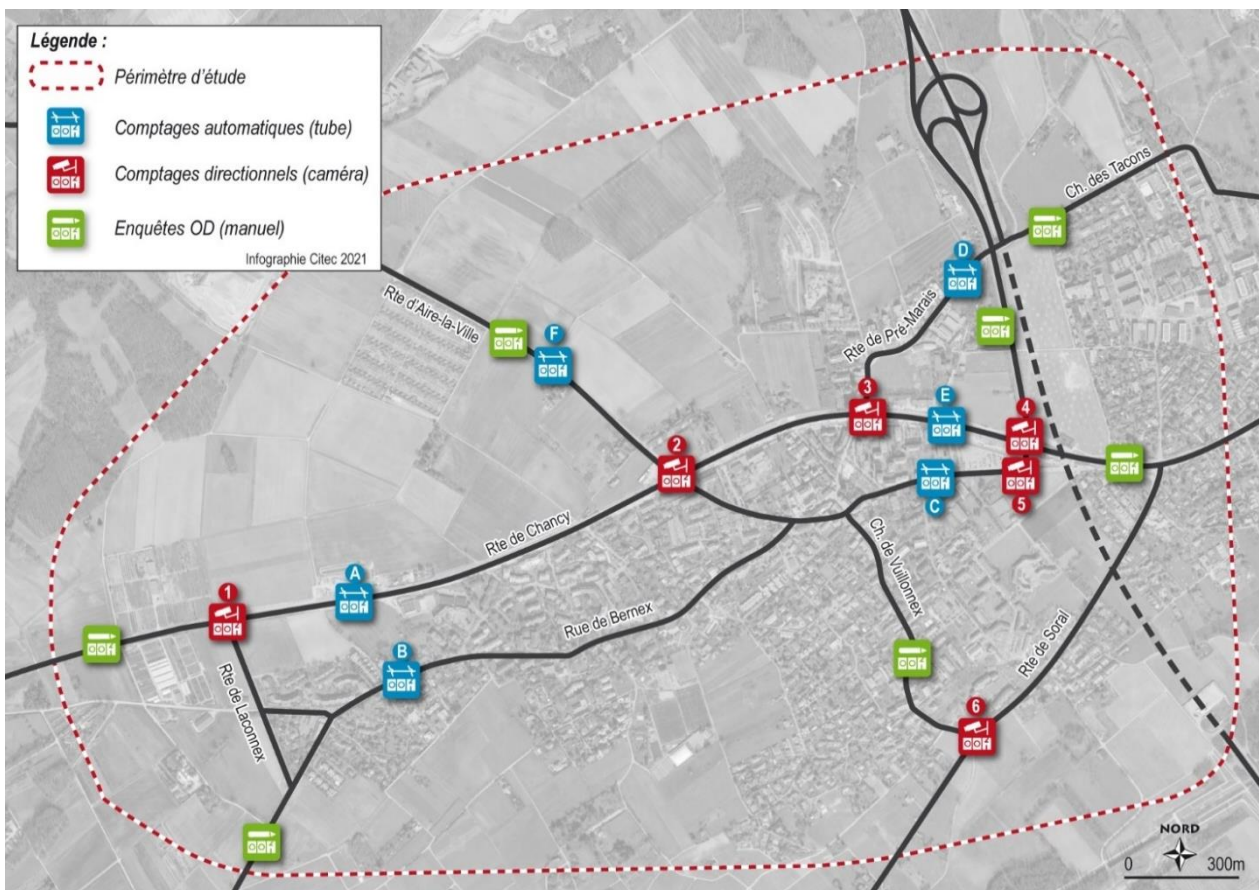 Légende :
Périmètre d'étude
Comptages automatiques (tube)
Comptages directionnels (caméra)
Enquêtes OD (manuel)
Infographie Citec 2021
Ch. des Tacons
D
Rte de Pré-Marais
Rte d'Aire-la-Ville
F
3
E
4
2
C
5
Rte de Chancy
Ch. de Vuillonnex
1
A
Rue de Bernex
Rte de Soral
B
Rte de Laconnex
6
NORD
0 300m